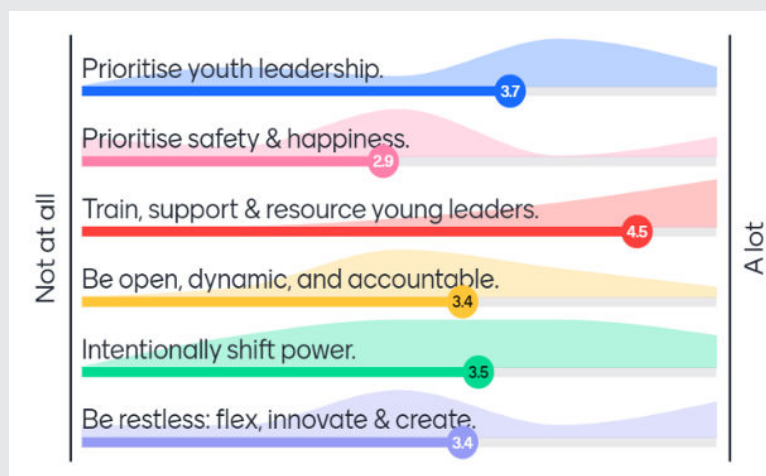 Prioritise youth leadership.
3.7
Prioritise safety & happiness.
2.9
Train, support & resource young leaders.
4.5
Be open, dynamic, and accountable.
3.4
Intentionally shift power.
3.5
Be restless: flex, innovate & create.
3.4
Not at all
A lot